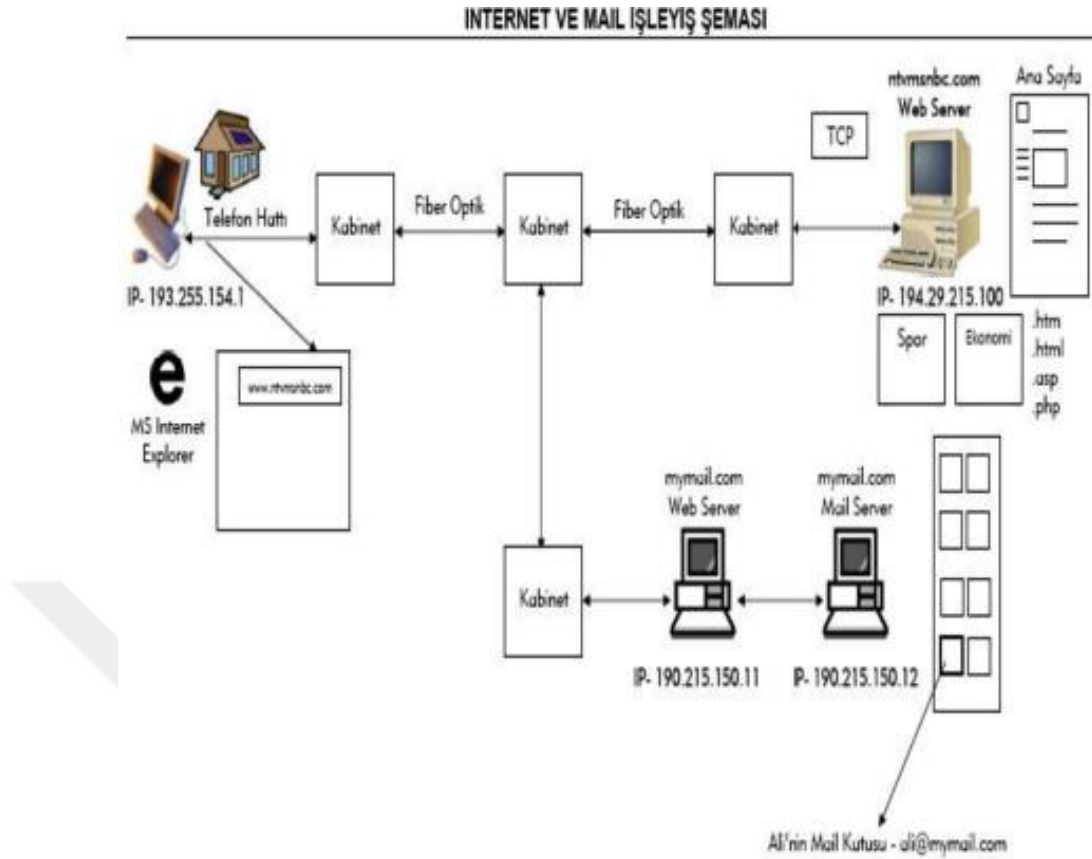 INTERNET VE MAIL İŞLEYİŞ ŞEMASI
ntvmsnbc.com
Web Server
Ana Sayfa
TCP
Telefon Hattı
Kabinet
Fiber Optik
Kabinet
Fiber Optik
Kabinet
IP- 193.255.154.1
IP- 194.29.215.100
Spor
Ekonomi
.htm
.html
.asp
.php
e
MS Internet
Explorer
www.ntvmsnbc.com
mymail.com
Web Server
mymail.com
Mail Server
Kabinet
IP- 190.215.150.11
IP- 190.215.150.12
Ali'nin Mail Kutusu - ali@mymail.com